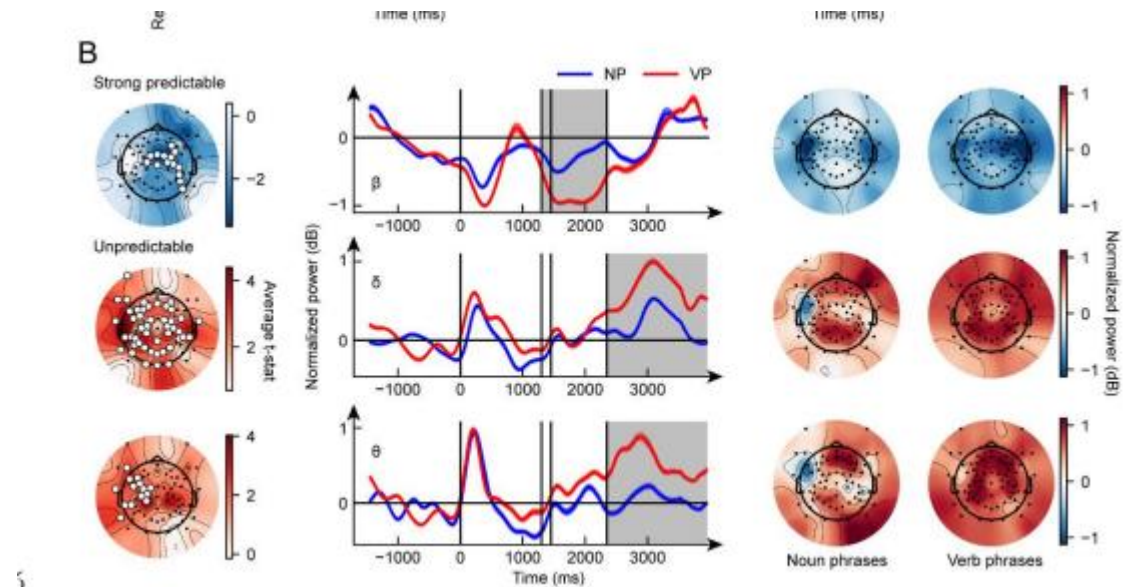 Re
Time (ms)
Time (ms)
B
Strong predictable
NP
VP
0
−2
0
−1
β
−1000
0
1000
2000
3000
1
0
−1
Unpredictable
4
2
Average t-stat
Normalized power (dB)
1
0
δ
−1000
0
1000
2000
3000
1
0
−1
Normalized power (dB)
4
2
0
1
0
θ
−1000
0
1000
2000
3000
Time (ms)
Noun phrases
Verb phrases
1
0
−1